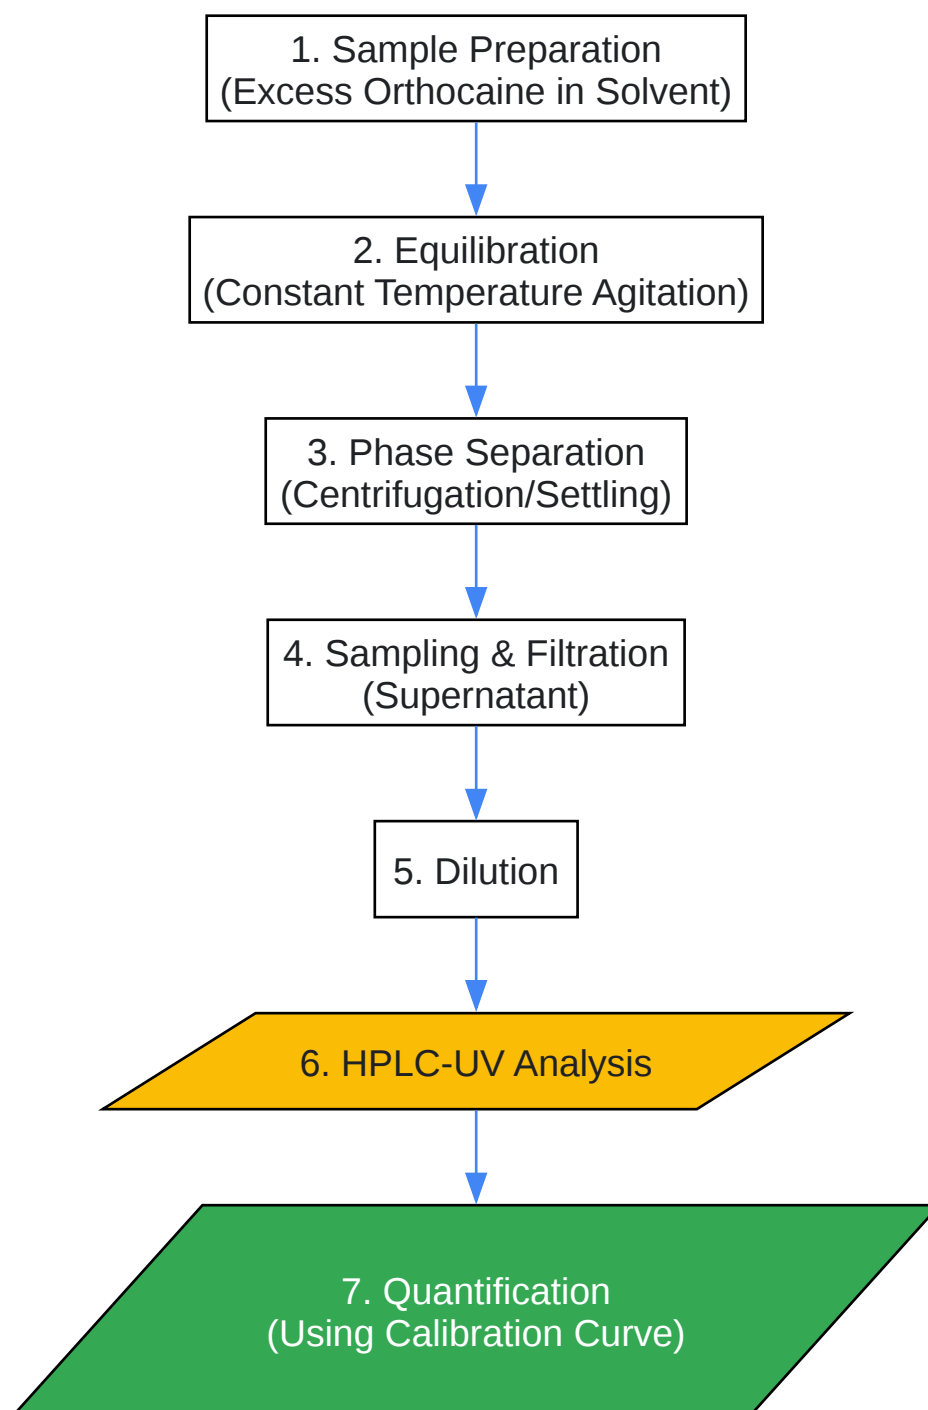 1. Sample Preparation
(Excess Orthocaine in Solvent)
2. Equilibration
(Constant Temperature Agitation)
3. Phase Separation
(Centrifugation/Settling)
4. Sampling & Filtration
(Supernatant)
5. Dilution
6. HPLC-UV Analysis
7. Quantification
(Using Calibration Curve)